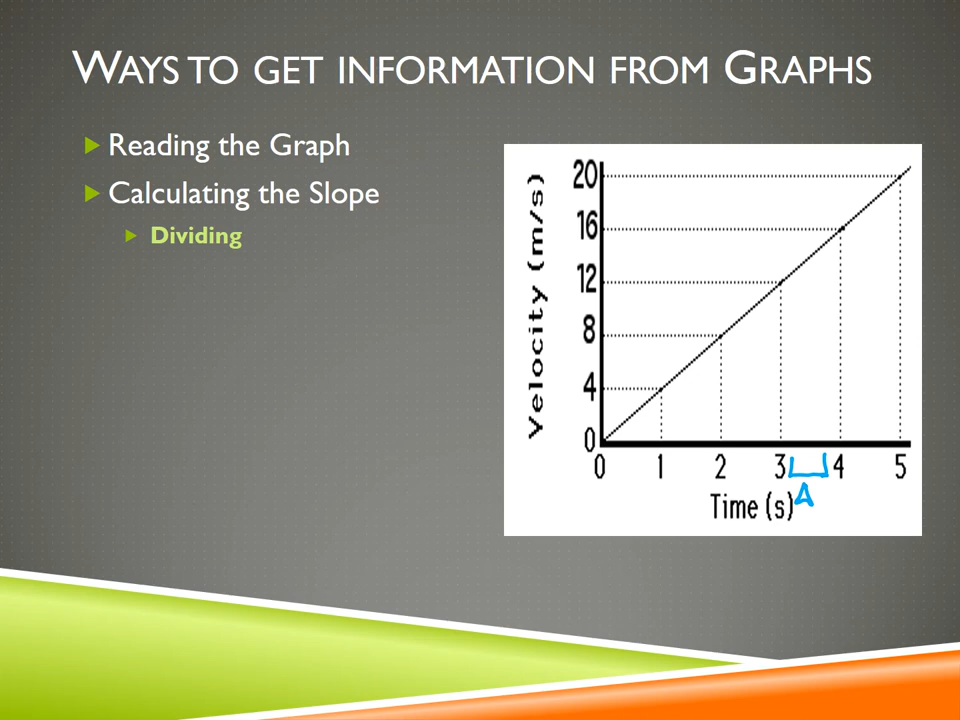 WAYS TO GET INFORMATION FROM GRAPHS
Reading the Graph
Calculating the Slope
Dividing
Velocity (m/s)
20
16
12
8
4
0
0 1 2 3 4 5
Time (s)
Δ